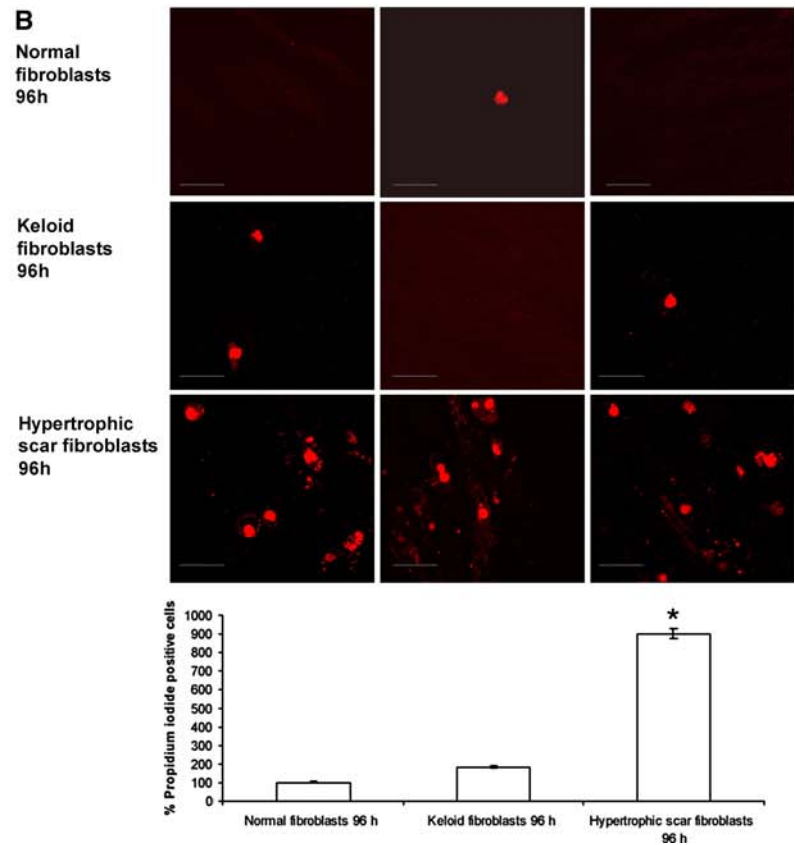 B
Normal
fibroblasts
96h
Keloid
fibroblasts
96h
Hypertrophic
scar fibroblasts
96h
% Propidium iodide positive cells
1000
900
800
700
600
500
400
300
200
100
0
*
Normal fibroblasts 96 h
Keloid fibroblasts 96 h
Hypertrophic scar fibroblasts
96 h